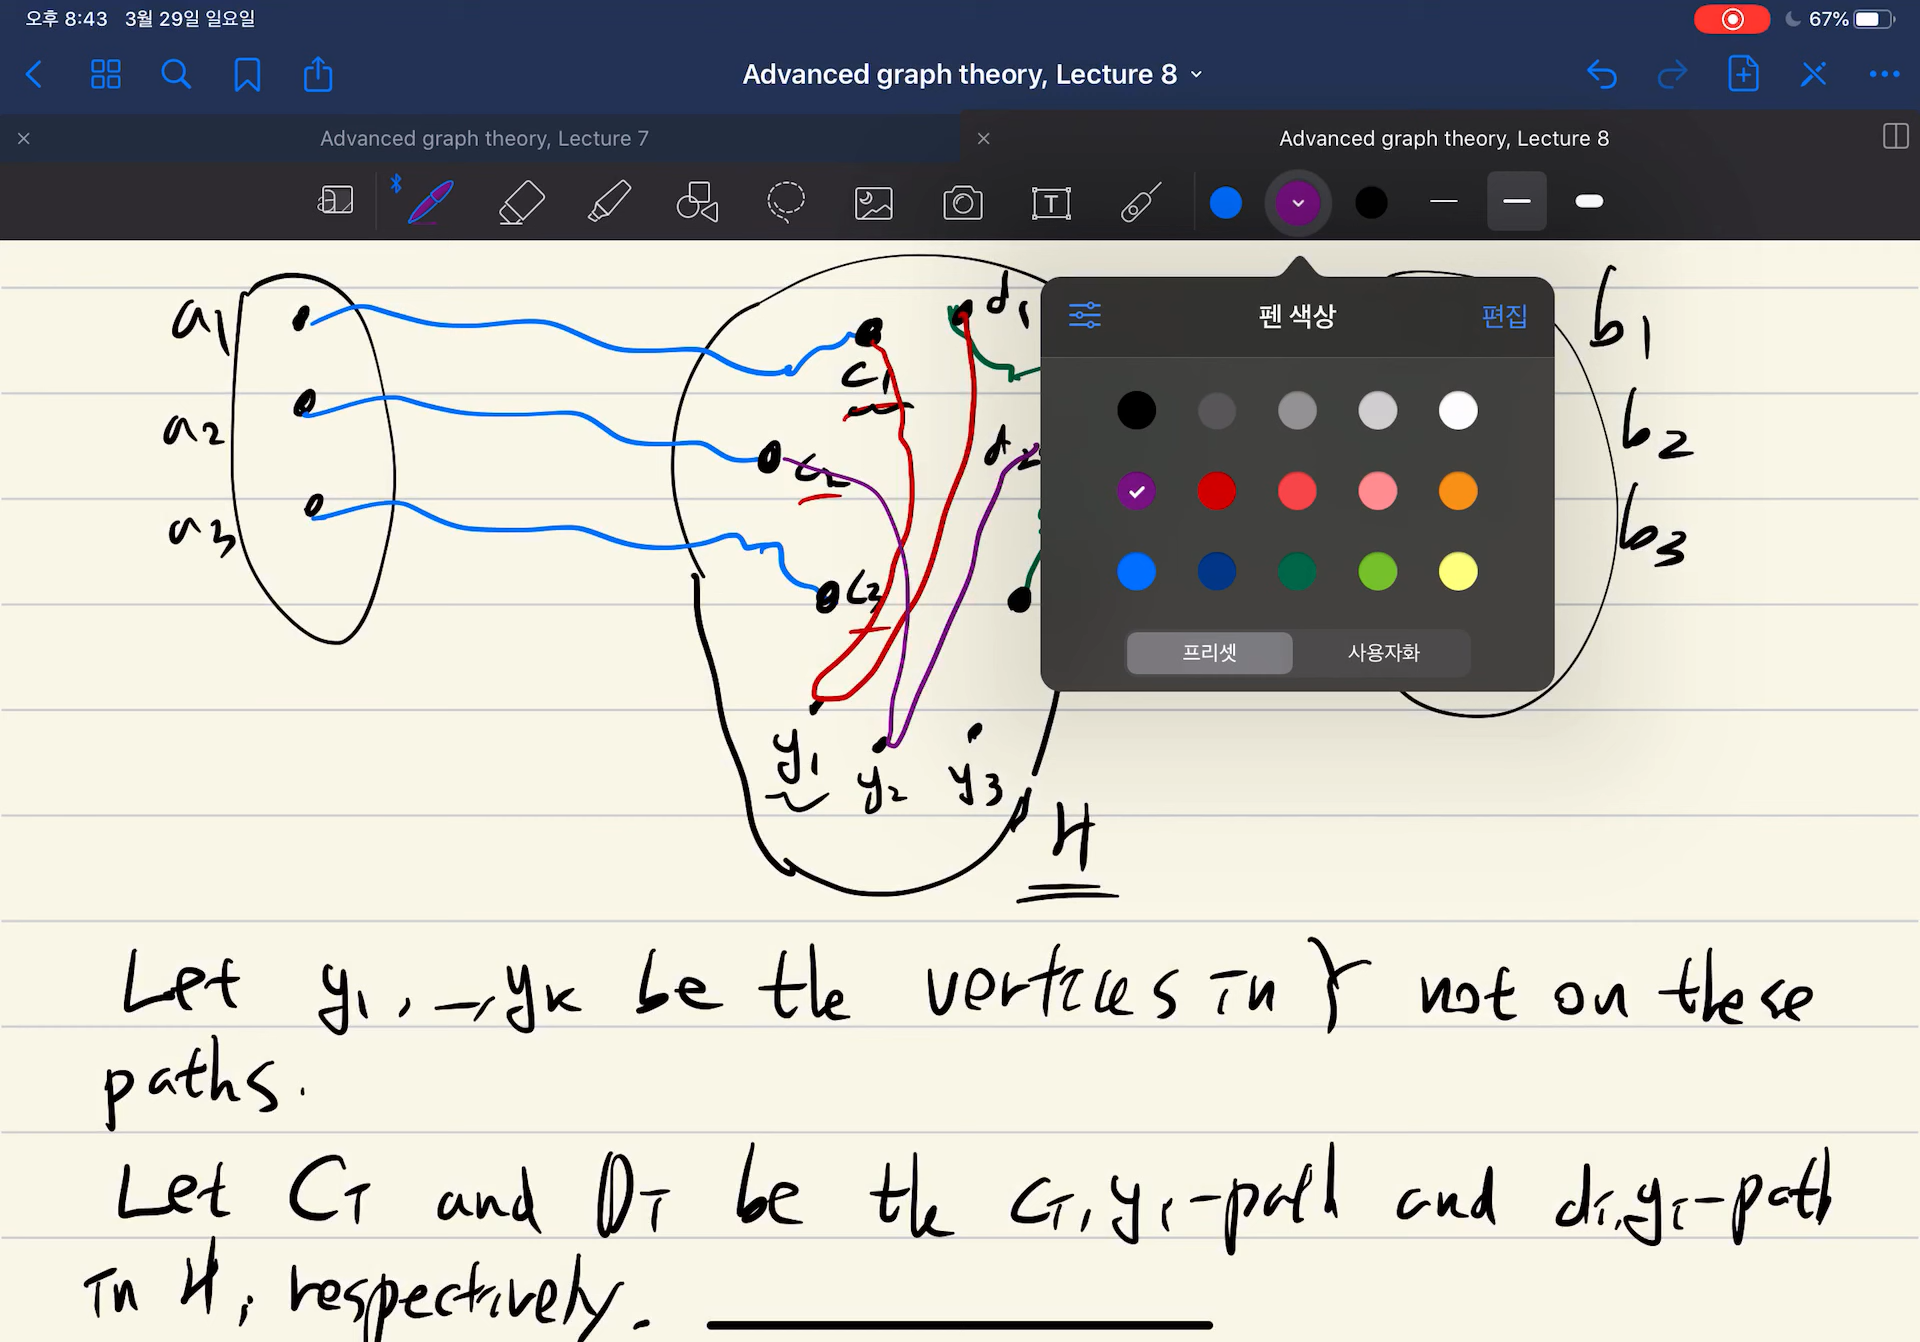 오후 8:43 3월 29일 일요일
67%
Advanced graph theory, Lecture 8
Advanced graph theory, Lecture 7
Advanced graph theory, Lecture 8
펜 색상
편집
프리셋
사용자화
a1
a2
a3
c1
c2
c3
d1
d2
b1
b2
b3
y1
y2
y3
H
Let y1, –, yk be the vertices in Y not on these
paths.
Let Ci and Di be the ci, yi-path and di, yi-path
in H, respectively.